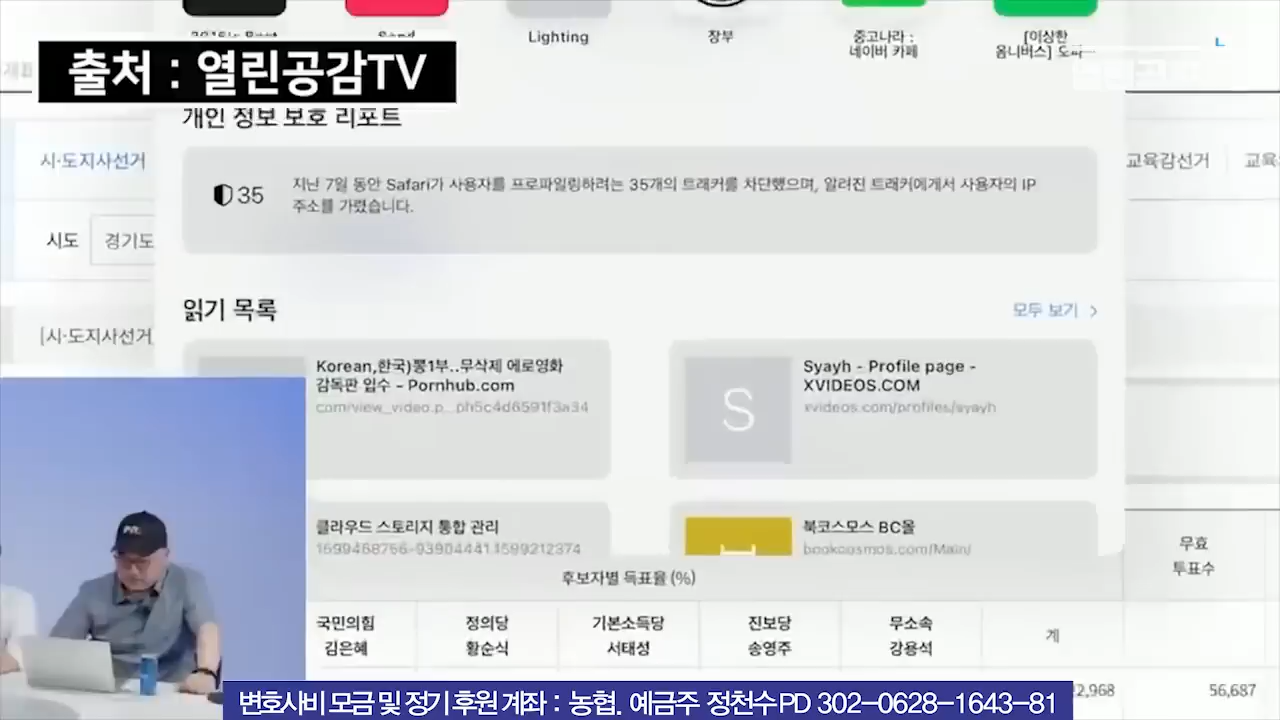 Lighting
장부
중고나라 :
네이버 카페
[이상한
옴니버스]
출처 : 열린공감TV
개인 정보 보호 리포트
35
지난 7일 동안 Safari가 사용자를 프로파일링하려는 35개의 트래커를 차단했으며, 알려진 트래커에게서 사용자의 IP
주소를 가렸습니다.
시·도지사선거
교육감선거
시도
경기도
읽기 목록
모두 보기 >
[시·도지사선거]
Korean,한국)뽕1부..무삭제 에로영화
감독판 입수 - Pornhub.com
com/view_video.p...ph5c4d6591f3a34
S
Syayh - Profile page -
XVIDEOS.COM
xvideos.com/profiles/syayh
클라우드 스토리지 통합 관리
1699468756-93904441.1599212374
북코스모스 BC몰
bookcosmos.com/Main/
후보자별 득표율 (%)
무효
투표수
국민의힘
김은혜
정의당
황순식
기본소득당
서태성
진보당
송영주
무소속
강용석
계
56,687
변호사비 모금 및 정기 후원 계좌 : 농협. 예금주 정천수PD 302-0628-1643-81